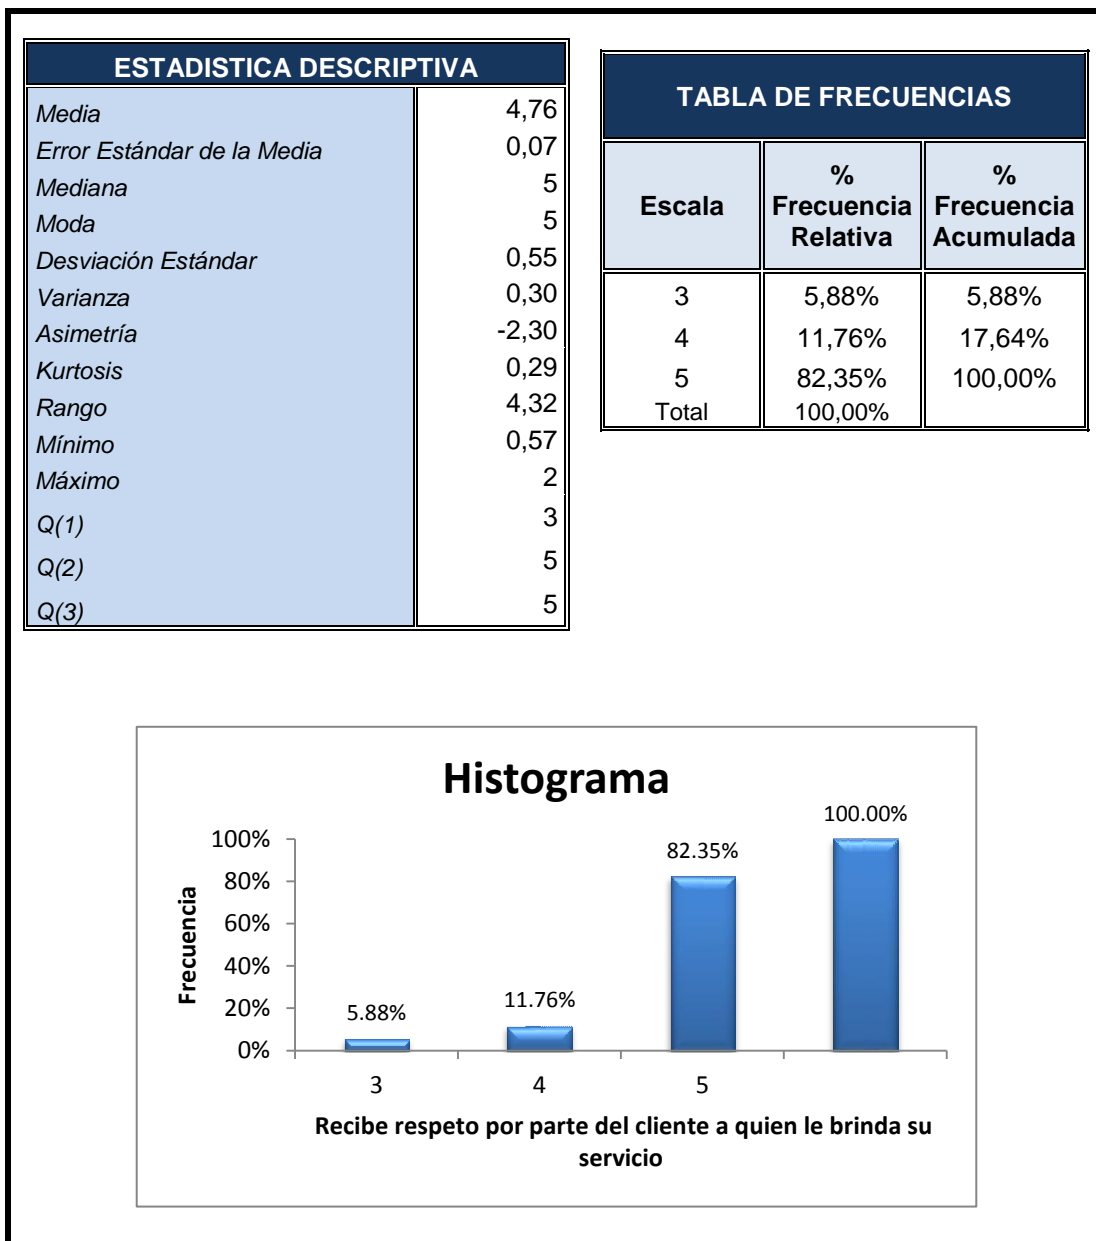 ESTADISTICA DESCRIPTIVA
Media 4,76
Error Estándar de la Media 0,07
Mediana 5
Moda 5
Desviación Estándar 0,55
Varianza 0,30
Asimetría -2,30
Kurtosis 0,29
Rango 4,32
Mínimo 0,57
Máximo 2
Q(1) 3
Q(2) 5
Q(3) 5
TABLA DE FRECUENCIAS
Escala
%
Frecuencia
Relativa
%
Frecuencia
Acumulada
3 5,88% 5,88%
4 11,76% 17,64%
5 82,35% 100,00%
Total 100,00%
Histograma
Frecuencia
100%
80%
60%
40%
20%
0%
5.88%
11.76%
82.35%
100.00%
3 4 5
Recibe respeto por parte del cliente a quien le brinda su
servicio